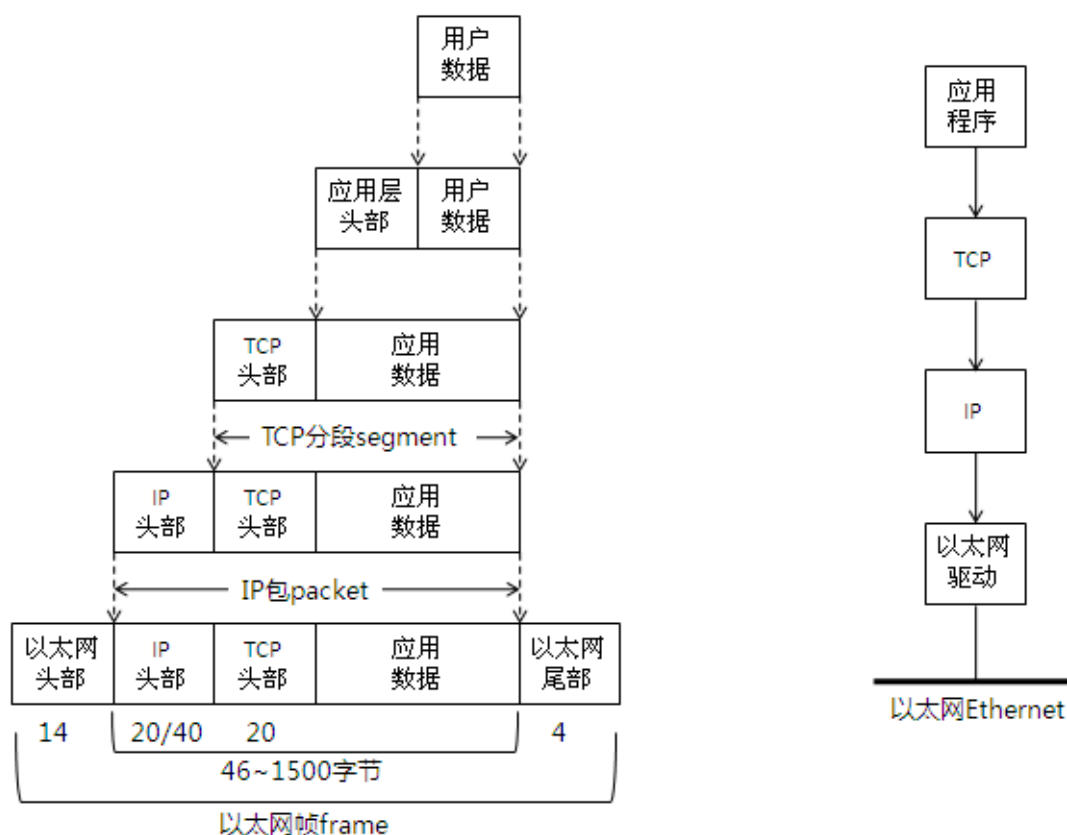 用户
数据
应用层
头部
用户
数据
TCP
头部
应用
数据
TCP分段segment
IP
头部
TCP
头部
应用
数据
IP包packet
以太网
头部
IP
头部
TCP
头部
应用
数据
以太网
尾部
14
20/40
20
4
46~1500字节
以太网帧frame
应用
程序
TCP
IP
以太网
驱动
以太网Ethernet